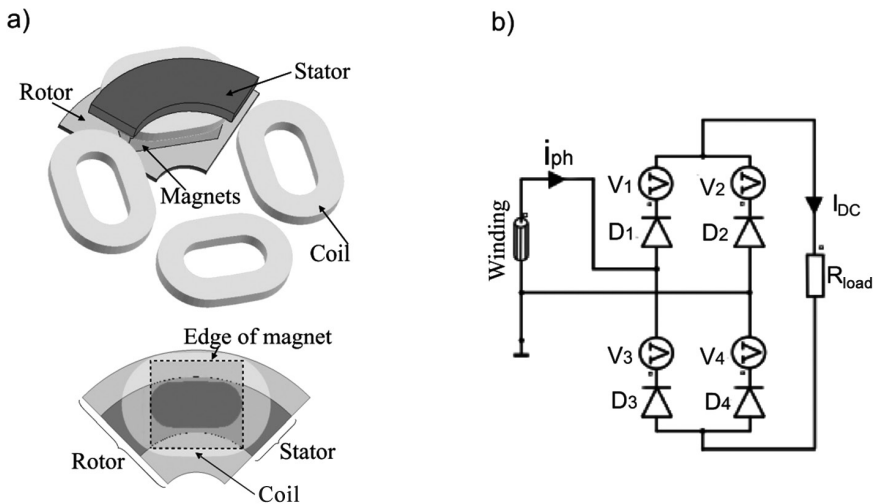 a)
Rotor
Stator
Magnets
Coil
Edge of magnet
Rotor
Stator
Coil
b)
iph
Winding
V1
V2
D1
D2
IDC
Rload
V3
V4
D3
D4
V
V
V
V